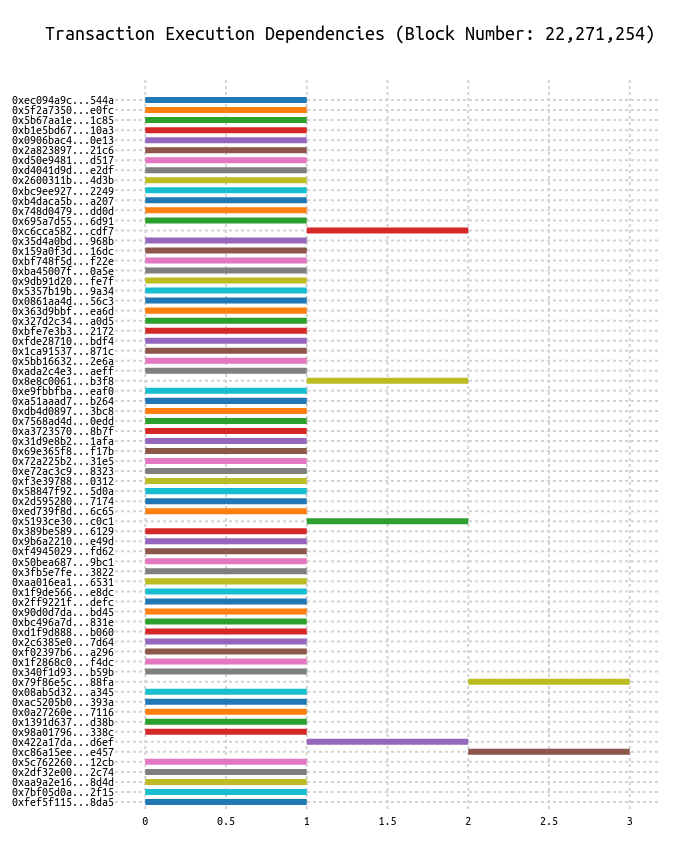 Transaction Execution Dependencies (Block Number: 22,271,254)
0xec094a9c...544a
0x5f2a7350...e0fc
0x5b67aa1e...1c85
0xb1e5bd67...10a3
0x0906bac4...0e13
0x2a823897...21c6
0xd50e9481...d517
0xd4041d9d...e2df
0x2600311b...4d3b
0xbc9ee927...2249
0xb4daca5b...a207
0x748d0479...dd0d
0x695a7d55...6d91
0xc6cca582...cdf7
0x35d4a0bd...968b
0x159a0f3d...16dc
0xbf748f5d...f22e
0xba45007f...0a5e
0x9db91d20...fe7f
0x5357b19b...9a34
0x0861aa4d...56c3
0x363d9bbf...ea6d
0x327d2c34...a0d5
0xbfe7e3b3...2172
0xfde28710...bdf4
0x1ca91537...871c
0x5bb16632...2e6a
0xada2c4e3...aeff
0x8e8c0061...b3f8
0xe9fbbfba...eaf0
0xa51aaad7...b264
0xdb4d0897...3bc8
0x7568ad4d...0edd
0xa3723570...8b7f
0x31d9e8b2...1afa
0x69e365f8...f17b
0x72a225b2...31e5
0xe72ac3c9...8323
0xf3e39788...0312
0x58847f92...5d0a
0x2d595280...7174
0xed739f8d...6c65
0x5193ce30...c0c1
0x389be589...6129
0x9b6a2210...e49d
0xf4945029...fd62
0x50bea687...9bc1
0x3fb5e7fe...3822
0xaa016ea1...6531
0x1f9de566...e8dc
0x2ff9221f...defc
0x90d0d7da...bd45
0xbc496a7d...831e
0xd1f9d888...b060
0x2c6385e0...7d64
0xf02397b6...a296
0x1f2868c0...f4dc
0x340f1d93...b59b
0x79f86e5c...88fa
0x08ab5d32...a345
0xac5205b0...393a
0x0a27260e...7116
0x1391d637...d38b
0x98a01796...338c
0x422a17da...d6ef
0xc86a15ee...e457
0x5c762260...12cb
0x2df32e00...2c74
0xaa9a2e16...8d4d
0x7bf05d0a...2f15
0xfef5f115...8da5
0 0.5 1 1.5 2 2.5 3